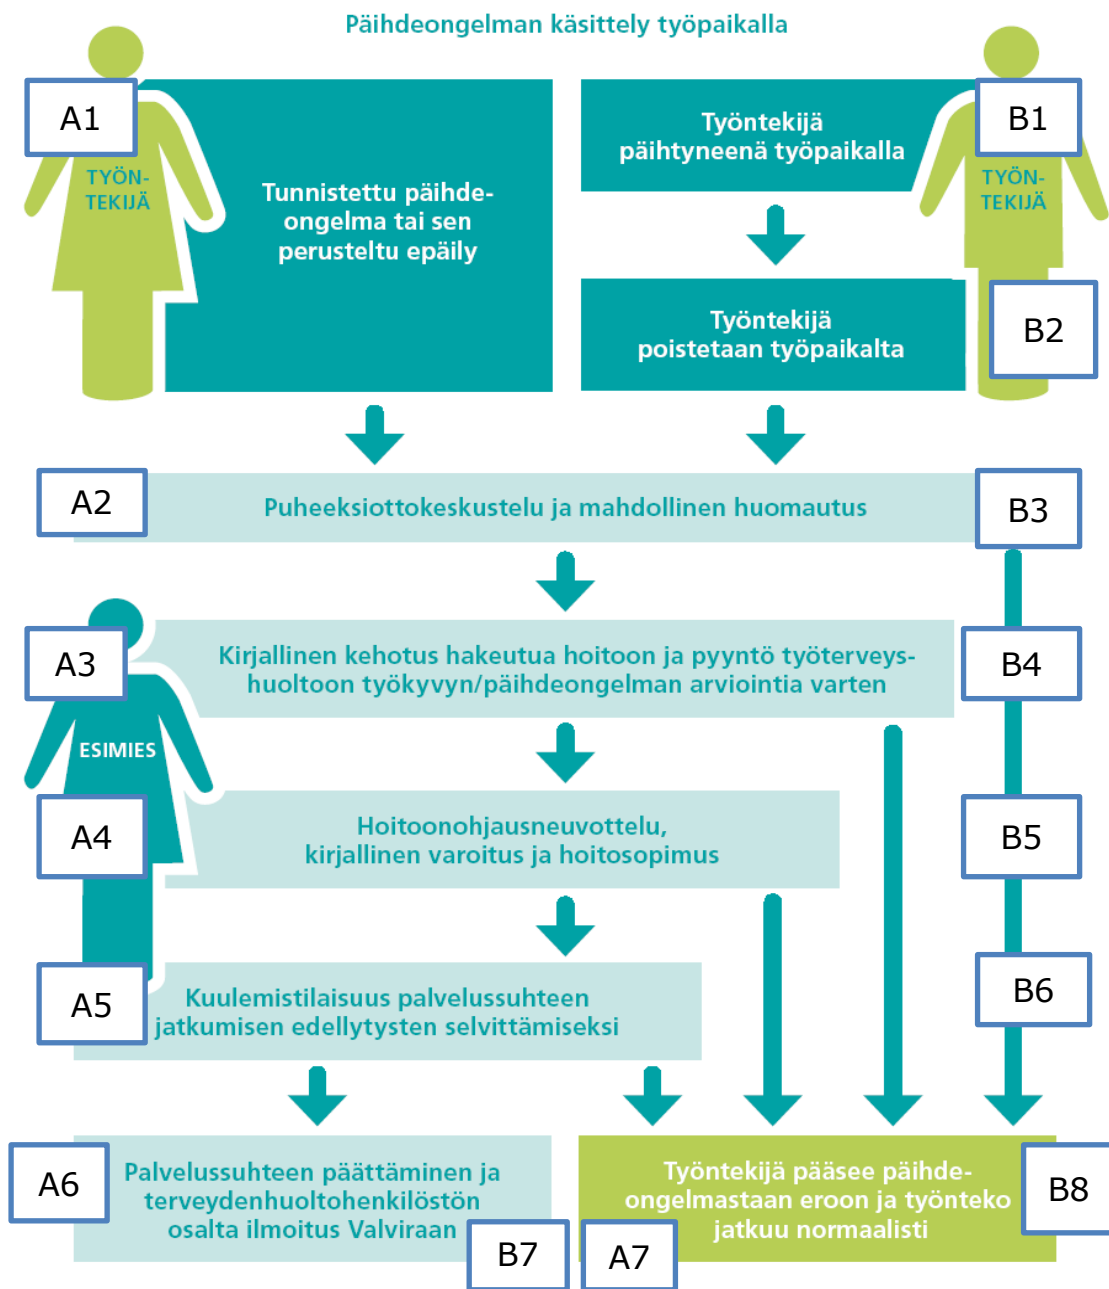 Päihdeongelman käsittely työpaikalla
A1
TYÖN-
TEKIJÄ
Tunnistettu päihde-
ongelma tai sen
perusteltu epäily
Työntekijä
päihtyneenä työpaikalla
B1
TYÖN-
TEKIJÄ
Työntekijä
poistetaan työpaikalta
B2
A2
Puheeksiottokeskustelu ja mahdollinen huomautus
B3
A3
Kirjallinen kehotus hakeutua hoitoon ja pyyntö työterveys-
huoltoon työkyvyn/päihdeongelman arviointia varten
B4
ESIMIES
A4
Hoitoonohjausneuvottelu,
kirjallinen varoitus ja hoitosopimus
B5
A5
Kuulemistilaisuus palvelussuhteen
jatkumisen edellytysten selvittämiseksi
B6
A6
Palvelussuhteen päättäminen ja
terveydenhuoltohenkilöstön
osalta ilmoitus Valviraan
B7
Työntekijä pääsee päihde-
ongelmastaan eroon ja työnteko
jatkuu normaalisti
A7
B8